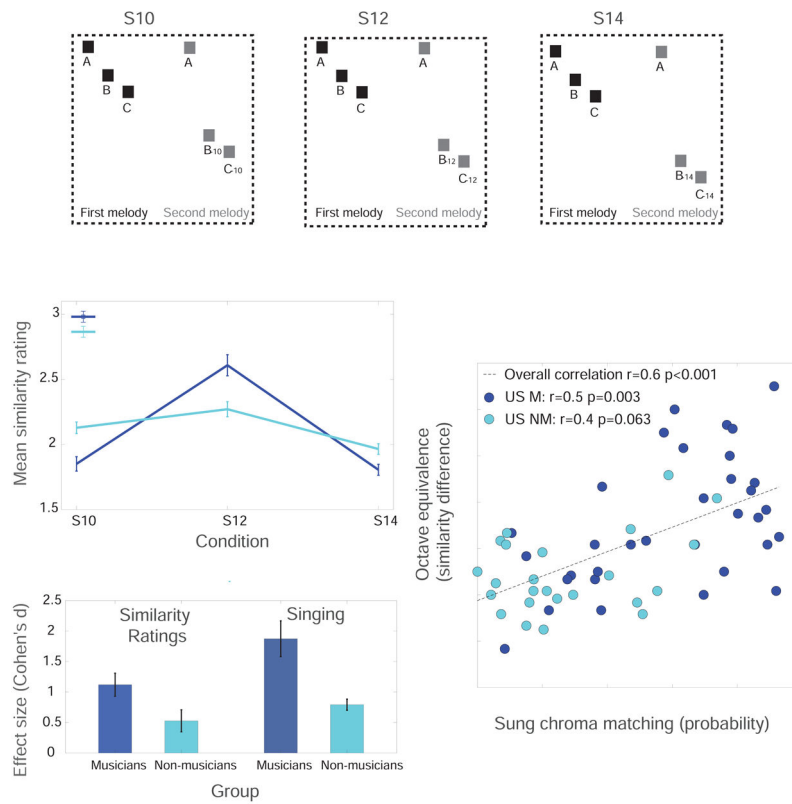 S10
S12
S14
A
A
B
C
B10
C10
First melody
Second melody
A
A
B
C
B12
C12
First melody
Second melody
A
A
B
C
B14
C14
First melody
Second melody
Mean similarity rating
3
2.5
2
1.5
S10
S12
S14
Condition
Overall correlation r=0.6 p<0.001
US M: r=0.5 p=0.003
US NM: r=0.4 p=0.063
Octave equivalence
(similarity difference)
Sung chroma matching (probability)
Effect size (Cohen's d)
2.5
2
1.5
1
0.5
0
Similarity
Ratings
Singing
Musicians
Non-musicians
Musicians
Non-musicians
Group